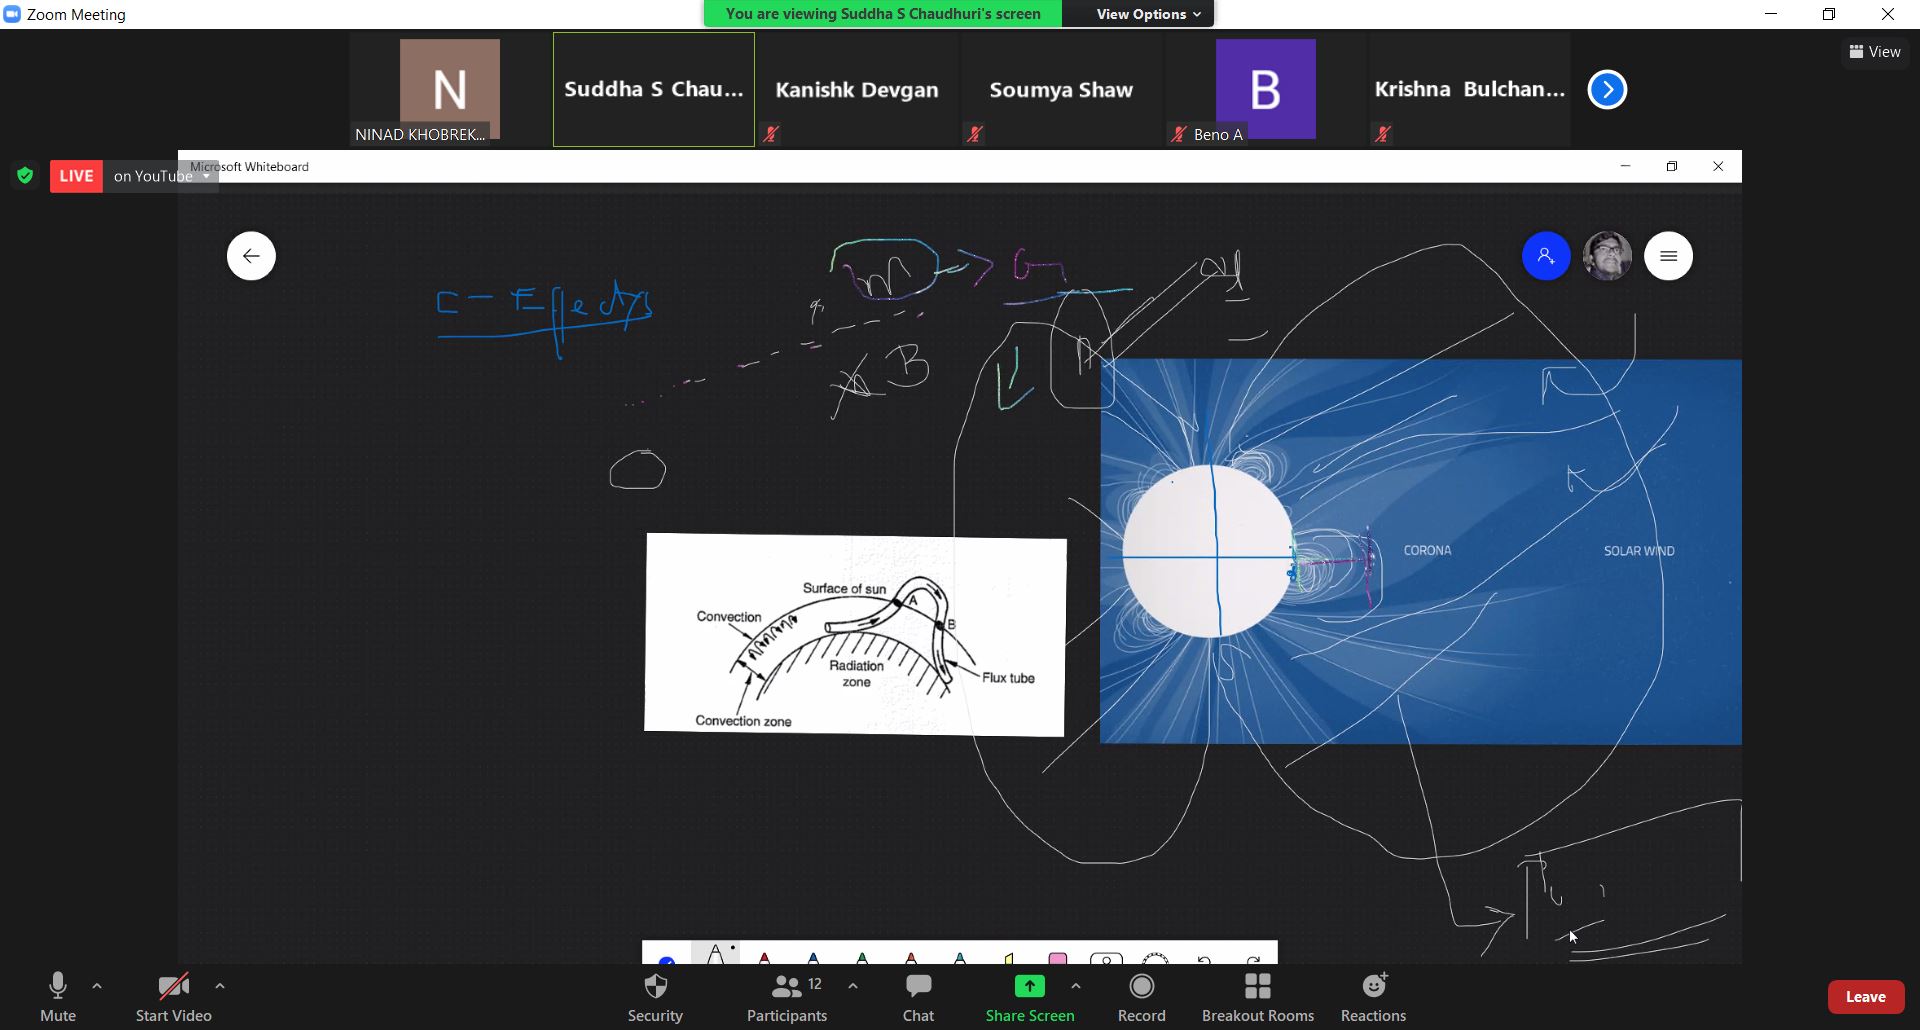 Zoom Meeting
You are viewing Suddha S Chaudhuri's screen
View Options
View
N
NINAD KHOBREK...
Suddha S Chau...
Kanishk Devgan
Soumya Shaw
B
Beno A
Krishna Bulchan...
LIVE on YouTube
Microsoft Whiteboard
B
N
Surface of sun
A
Convection
B
Radiation
zone
Flux tube
Convection zone
CORONA
SOLAR WIND
S
Mute
Start Video
Security
12
Participants
Chat
Share Screen
Record
Breakout Rooms
Reactions
Leave